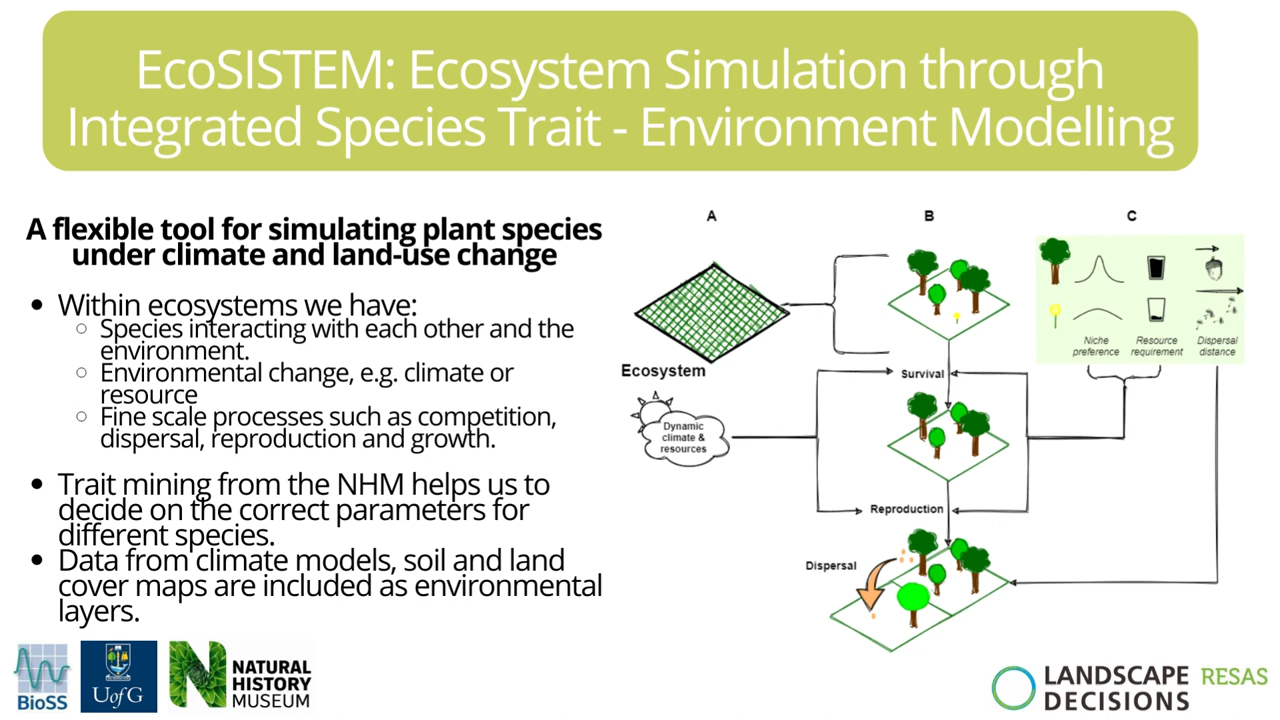 EcoSISTEM: Ecosystem Simulation through
Integrated Species Trait - Environment Modelling
A flexible tool for simulating plant species
under climate and land-use change
Within ecosystems we have:
Species interacting with each other and the
environment.
Environmental change, e.g. climate or
resource
Fine scale processes such as competition,
dispersal, reproduction and growth.
Trait mining from the NHM helps us to
decide on the correct parameters for
different species.
Data from climate models, soil and land
cover maps are included as environmental
layers.
A
B
C
Ecosystem
Dynamic
climate &
resources
Survival
Reproduction
Dispersal
Niche
preference
Resource
requirement
Dispersal
distance
BioSS
UofG
NATURAL
HISTORY
MUSEUM
LANDSCAPE
DECISIONS
RESAS